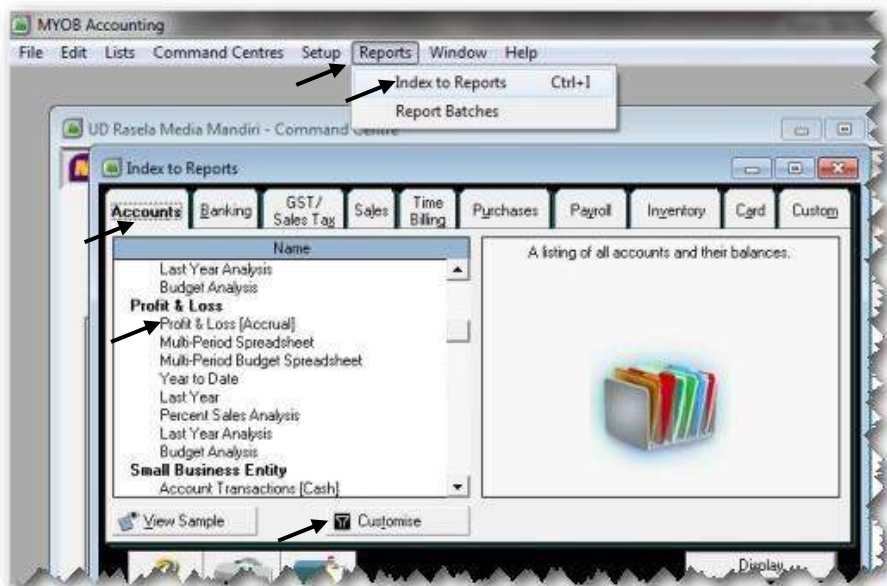 MYOB Accounting
File Edit Lists Command Centres Setup Reports Window Help
Index to Reports Ctrl+I
Report Batches
UD Rasela Media Mandiri - Command Centre
Index to Reports
Accounts Banking GST/ Sales Tax Sales Time Billing Purchases Payroll Inventory Card Custom
Name
Last Year Analysis
Budget Analysis
Profit & Loss
Profit & Loss [Accrual]
Multi-Period Spreadsheet
Multi-Period Budget Spreadsheet
Year to Date
Last Year
Percent Sales Analysis
Last Year Analysis
Budget Analysis
Small Business Entity
Account Transactions [Cash]
A listing of all accounts and their balances.
View Sample Customise
Display